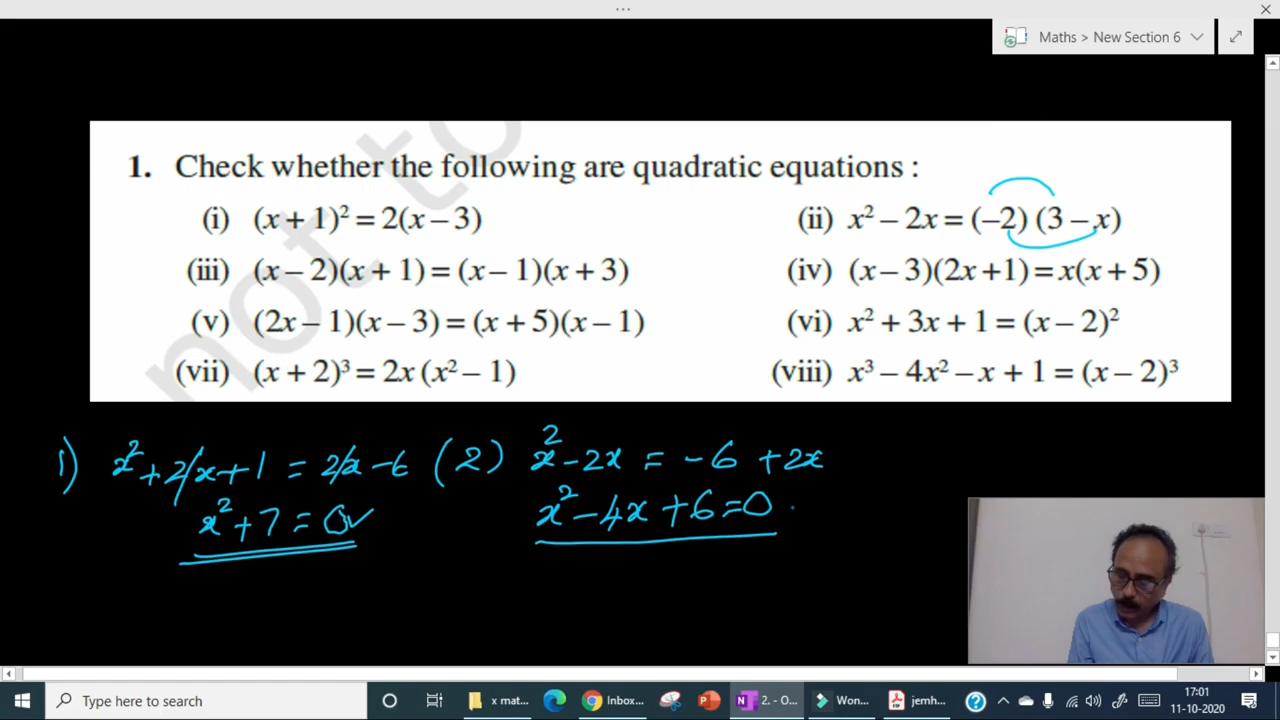 Maths > New Section 6
not to
1. Check whether the following are quadratic equations :
(i) (x + 1)² = 2(x – 3) (ii) x² – 2x = (–2) (3 – x)
(iii) (x – 2)(x + 1) = (x – 1)(x + 3) (iv) (x – 3)(2x +1) = x(x + 5)
(v) (2x – 1)(x – 3) = (x + 5)(x – 1) (vi) x² + 3x + 1 = (x – 2)²
(vii) (x + 2)³ = 2x (x² – 1) (viii) x³ – 4x² – x + 1 = (x – 2)³
1) x² + 2x + 1 = 2x – 6 (2) x² – 2x = – 6 + 2x
x² + 7 = 0 x² – 4x + 6 = 0
Type here to search
x mat...
Inbox...
2. - O...
Won...
jemh...
17:01
11-10-2020